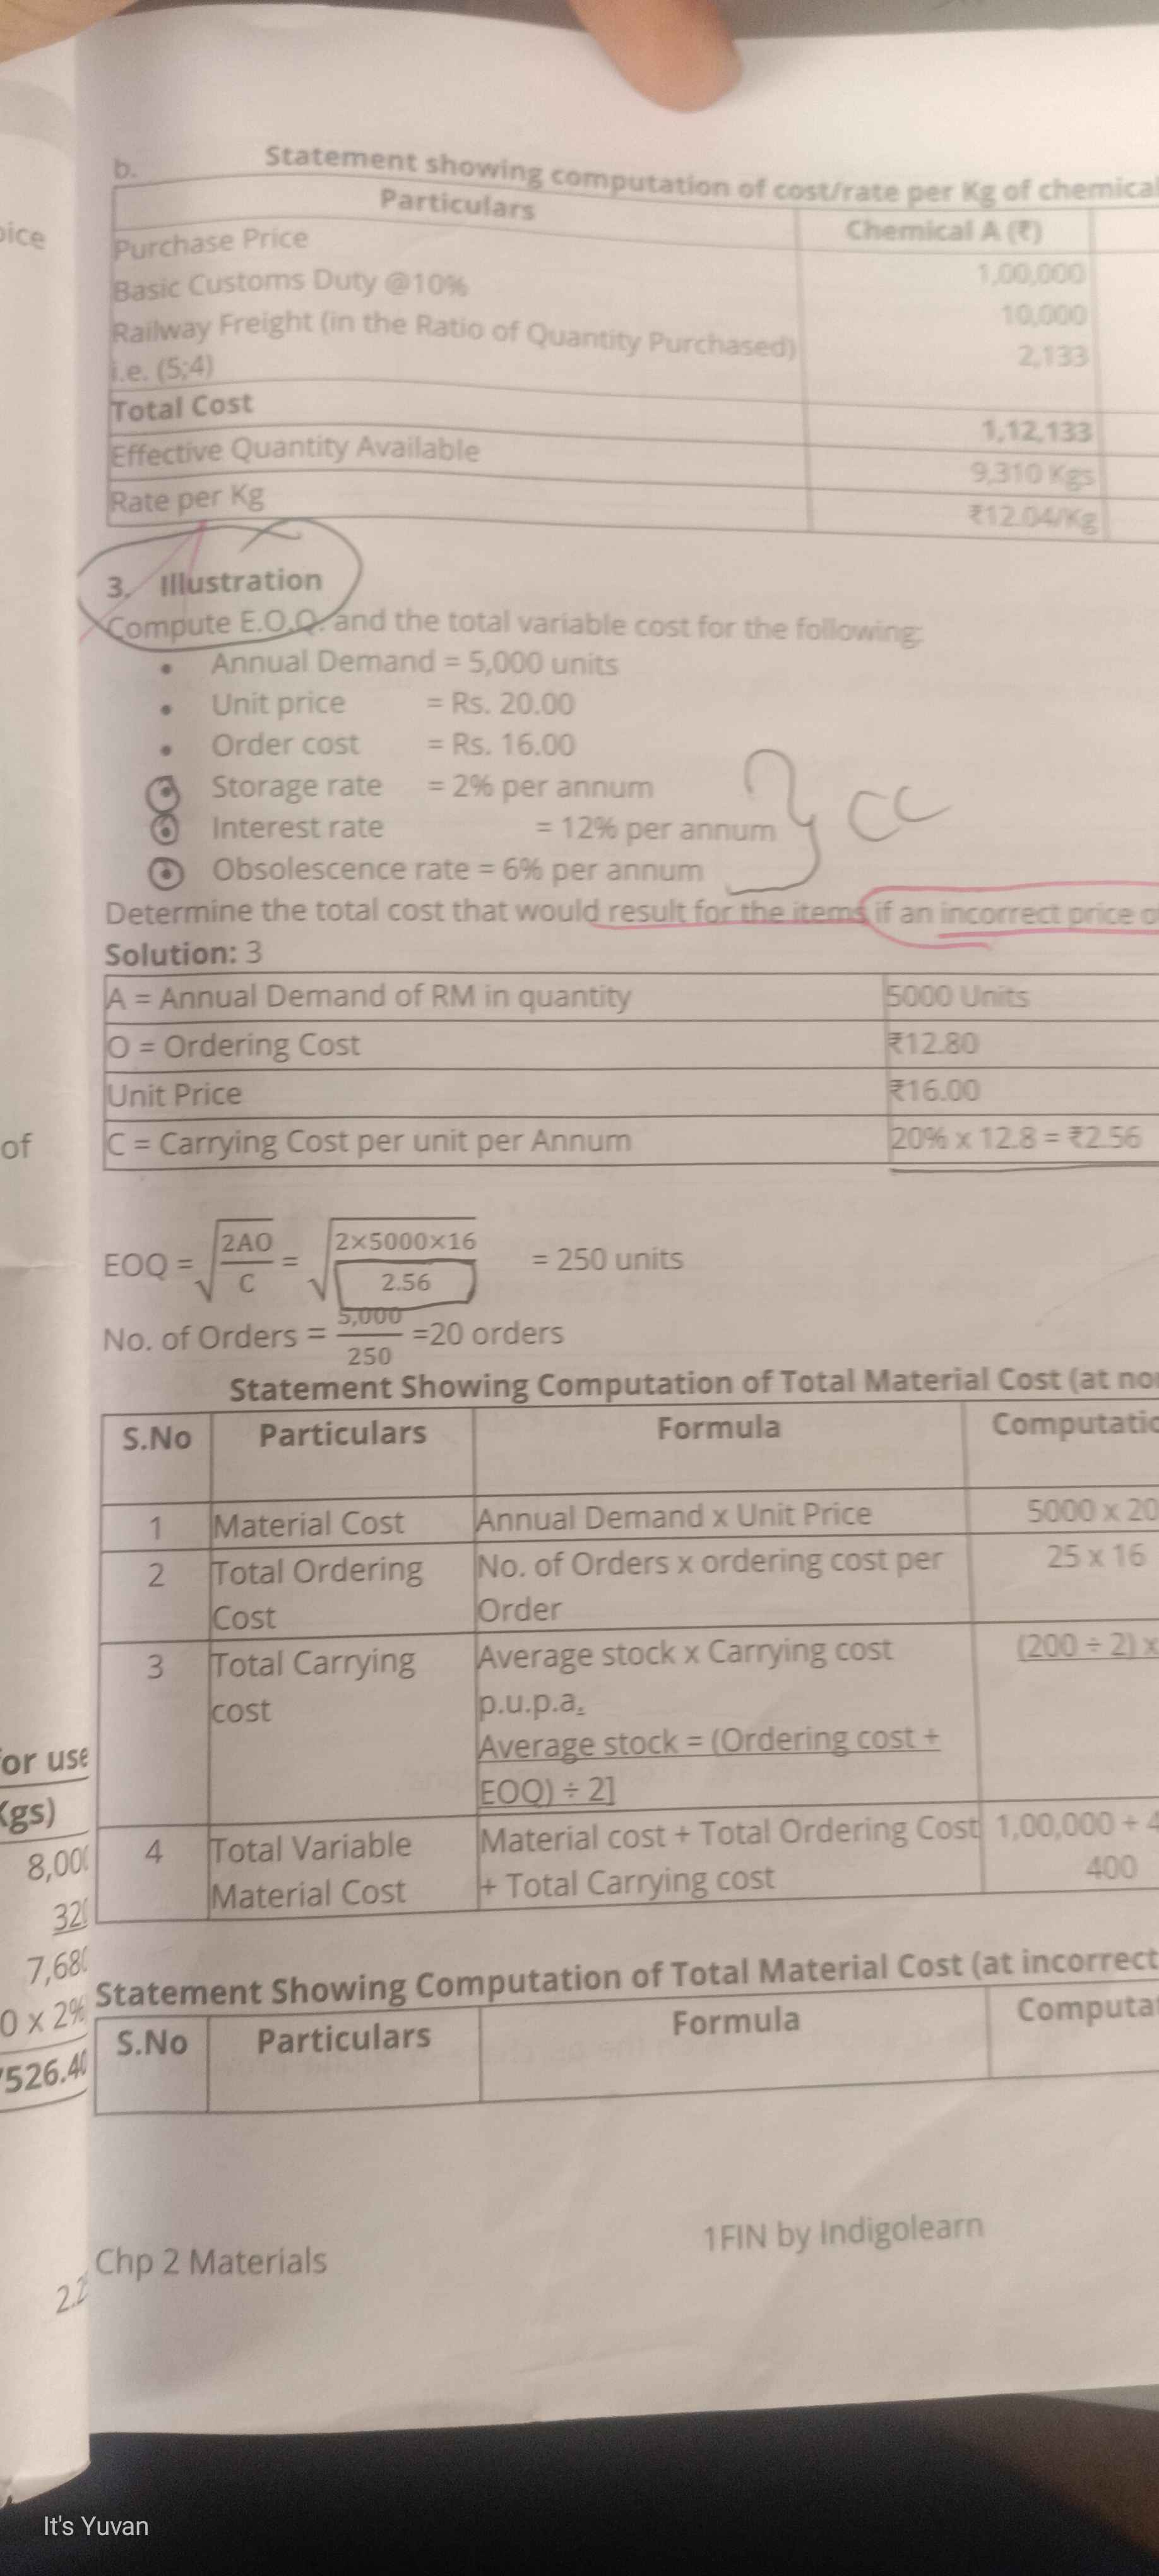 b. Statement showing computation of cost/rate per Kg of chemical
Particulars Chemical A (₹)
Purchase Price 1,00,000
Basic Customs Duty @10% 10,000
Railway Freight (in the Ratio of Quantity Purchased) 2,133
i.e. (5;4)
Total Cost 1,12,133
Effective Quantity Available 9,310 Kgs
Rate per Kg ₹12.04/Kg
3. Illustration
Compute E.O.Q. and the total variable cost for the following;
• Annual Demand = 5,000 units
• Unit price = Rs. 20.00
• Order cost = Rs. 16.00
• Storage rate = 2% per annum
• Interest rate = 12% per annum
• Obsolescence rate = 6% per annum
} CC
Determine the total cost that would result for the items if an incorrect price
Solution: 3
A = Annual Demand of RM in quantity 5000 Units
O = Ordering Cost ₹12.80
Unit Price ₹16.00
C = Carrying Cost per unit per Annum 20% x 12.8 = ₹2.56
EOQ = √2AO/C = √2×5000×16/2.56 = 250 units
No. of Orders = 5,000/250 =20 orders
Statement Showing Computation of Total Material Cost (at
S.No Particulars Formula
1 Material Cost Annual Demand x Unit Price 5000 x 20
2 Total Ordering No. of Orders x ordering cost per 25 x 16
Cost Order
3 Total Carrying Average stock x Carrying cost (200 ÷ 2) x
cost p.u.p.a.
Average stock = (Ordering cost +
EOQ) ÷ 2]
4 Total Variable Material cost + Total Ordering Cost 1,00,000 + 4
Material Cost + Total Carrying cost 400
Statement Showing Computation of Total Material Cost (at incorrect
S.No Particulars Formula
Chp 2 Materials 1FIN by Indigolearn
of
for use
Kgs)
7,68
0 x 2%
526.40
It's Yuvan